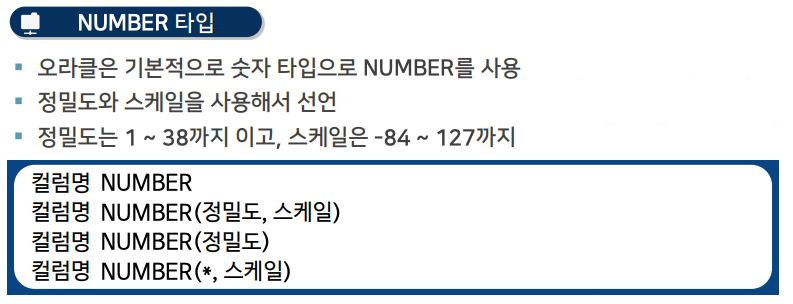 NUMBER 타입
오라클은 기본적으로 숫자 타입으로 NUMBER를 사용
정밀도와 스케일을 사용해서 선언
정밀도는 1 ~ 38까지 이고, 스케일은 -84 ~ 127까지
컬럼명 NUMBER
컬럼명 NUMBER(정밀도, 스케일)
컬럼명 NUMBER(정밀도)
컬럼명 NUMBER(*, 스케일)